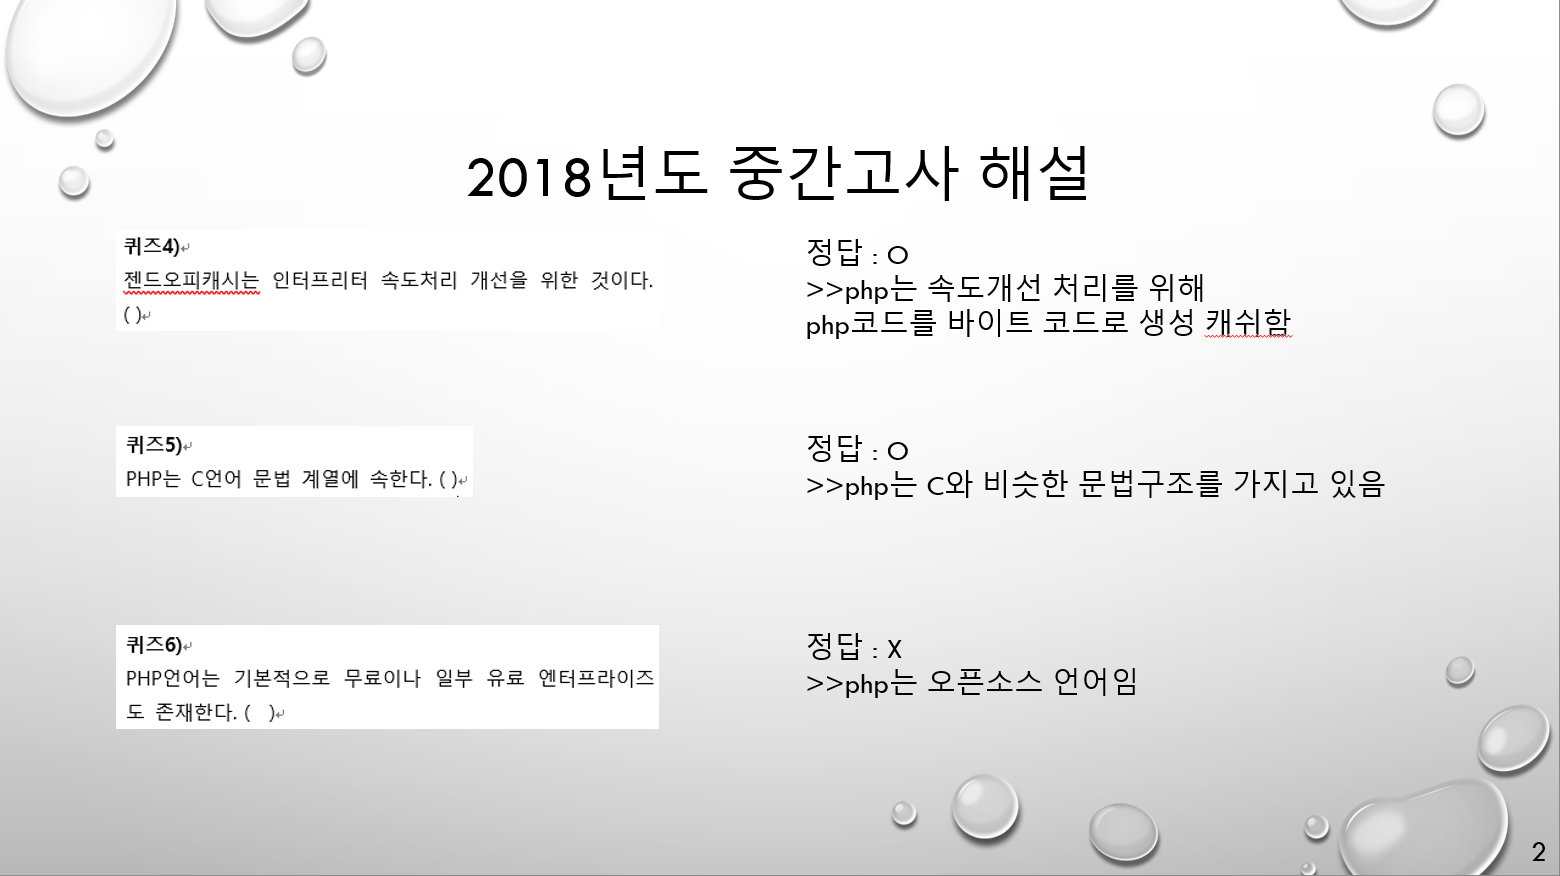 2018년도 중간고사 해설
퀴즈4)
젠드오피캐시는 인터프리터 속도처리 개선을 위한 것이다.
( )
정답 : O
>>php는 속도개선 처리를 위해
php코드를 바이트 코드로 생성 캐쉬함
퀴즈5)
PHP는 C언어 문법 계열에 속한다. ( )
정답 : O
>>php는 C와 비슷한 문법구조를 가지고 있음
퀴즈6)
PHP언어는 기본적으로 무료이나 일부 유료 엔터프라이즈
도 존재한다. ( )
정답 : X
>>php는 오픈소스 언어임
2